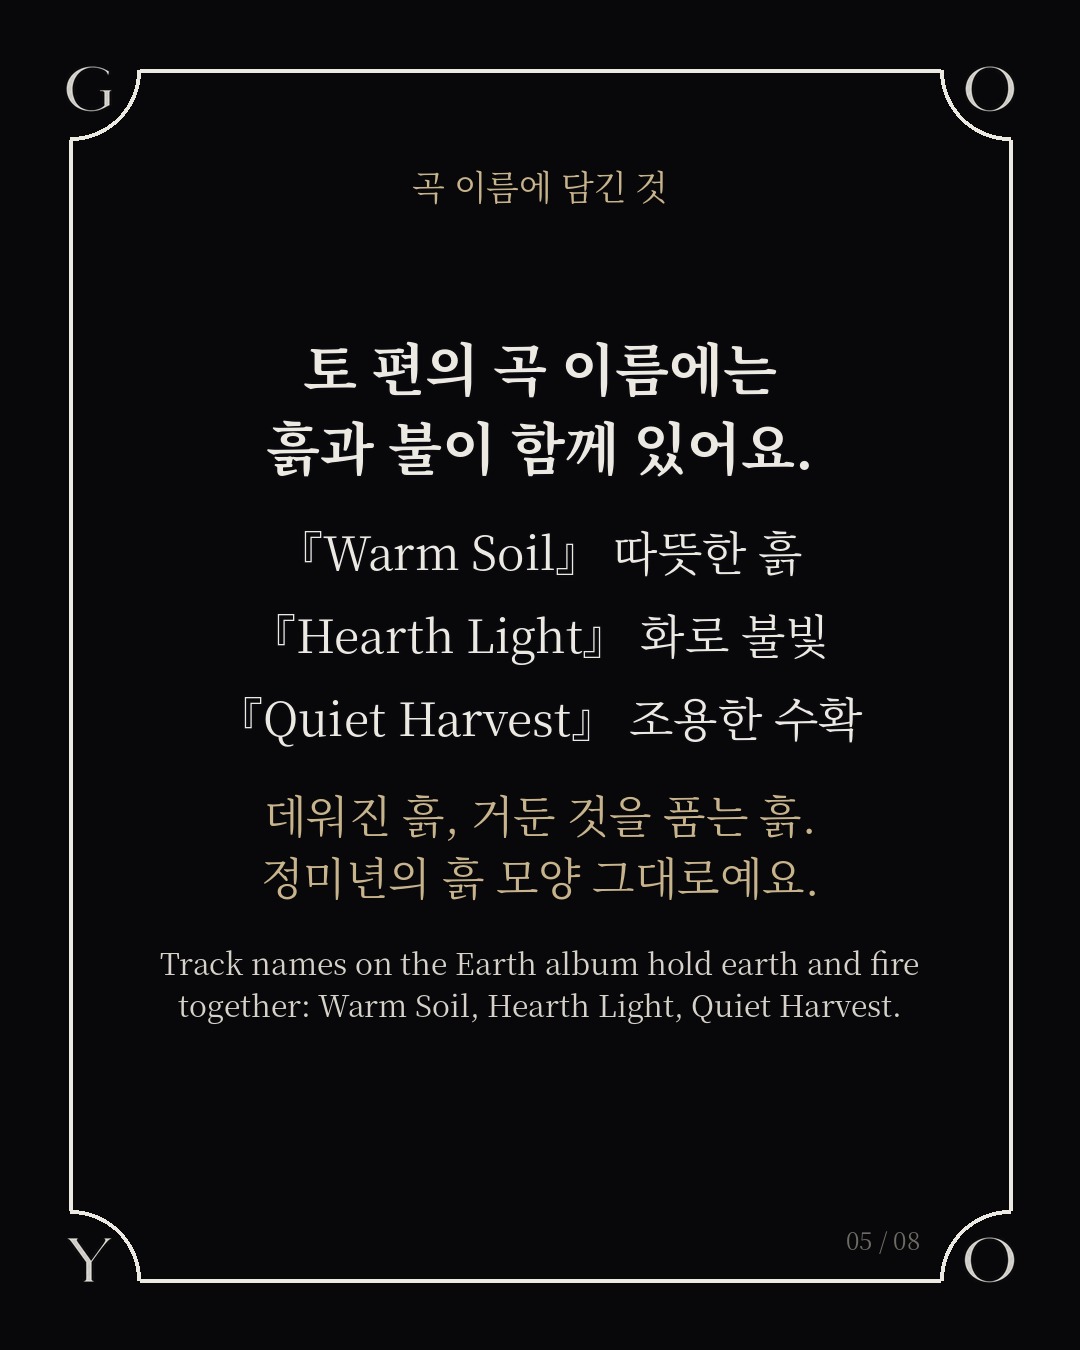 G O
곡 이름에 담긴 것
토 편의 곡 이름에는
흙과 불이 함께 있어요.
『Warm Soil』 따뜻한 흙
『Hearth Light』 화로 불빛
『Quiet Harvest』 조용한 수확
데워진 흙, 거둔 것을 품는 흙.
정미년의 흙 모양 그대로예요.
Track names on the Earth album hold earth and fire
together: Warm Soil, Hearth Light, Quiet Harvest.
05 / 08
Y O